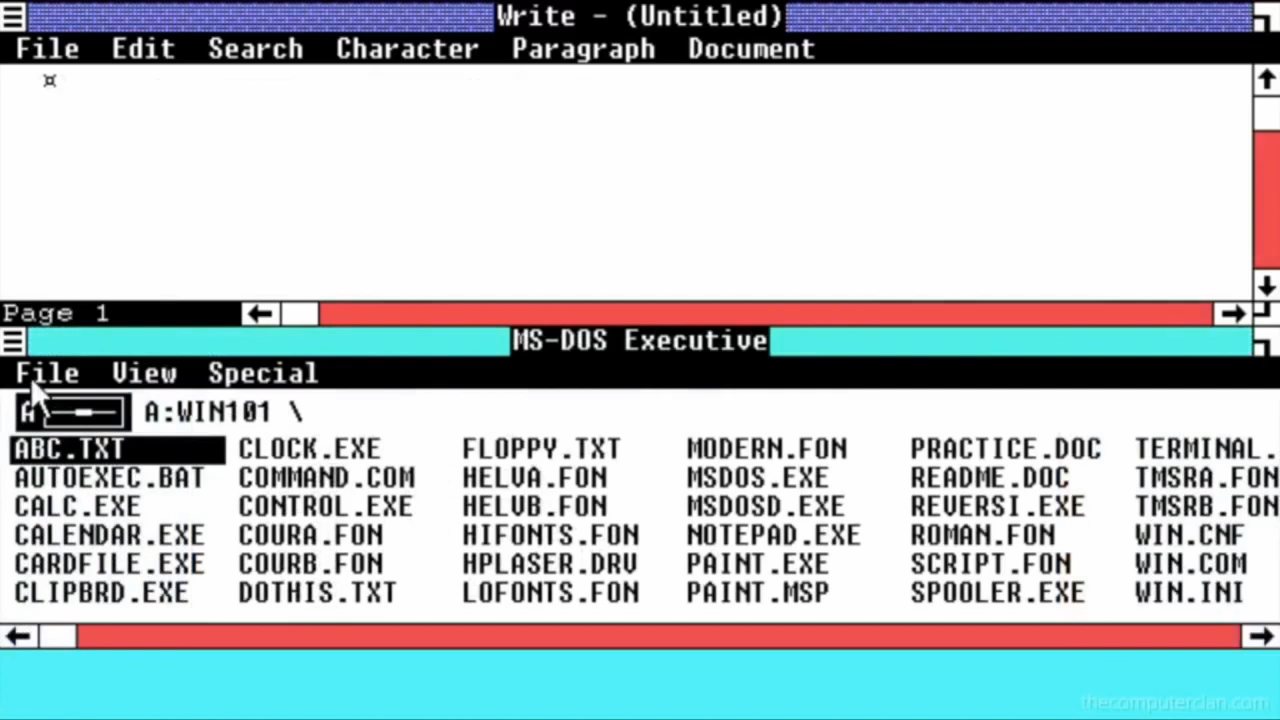 Write - (Untitled)
File Edit Search Character Paragraph Document
¤
Page 1
MS-DOS Executive
File View Special
A A:WIN101 \
ABC.TXT CLOCK.EXE FLOPPY.TXT MODERN.FON PRACTICE.DOC TERMINAL.
AUTOEXEC.BAT COMMAND.COM HELVA.FON MSDOS.EXE README.DOC TMSRA.FON
CALC.EXE CONTROL.EXE HELVB.FON MSDOSD.EXE REVERSI.EXE TMSRB.FON
CALENDAR.EXE COURA.FON HIFONTS.FON NOTEPAD.EXE ROMAN.FON WIN.CNF
CARDFILE.EXE COURB.FON HPLASER.DRV PAINT.EXE SCRIPT.FON WIN.COM
CLIPBRD.EXE DOTHIS.TXT LOFONTS.FON PAINT.MSP SPOOLER.EXE WIN.INI
thecomputerclan.com